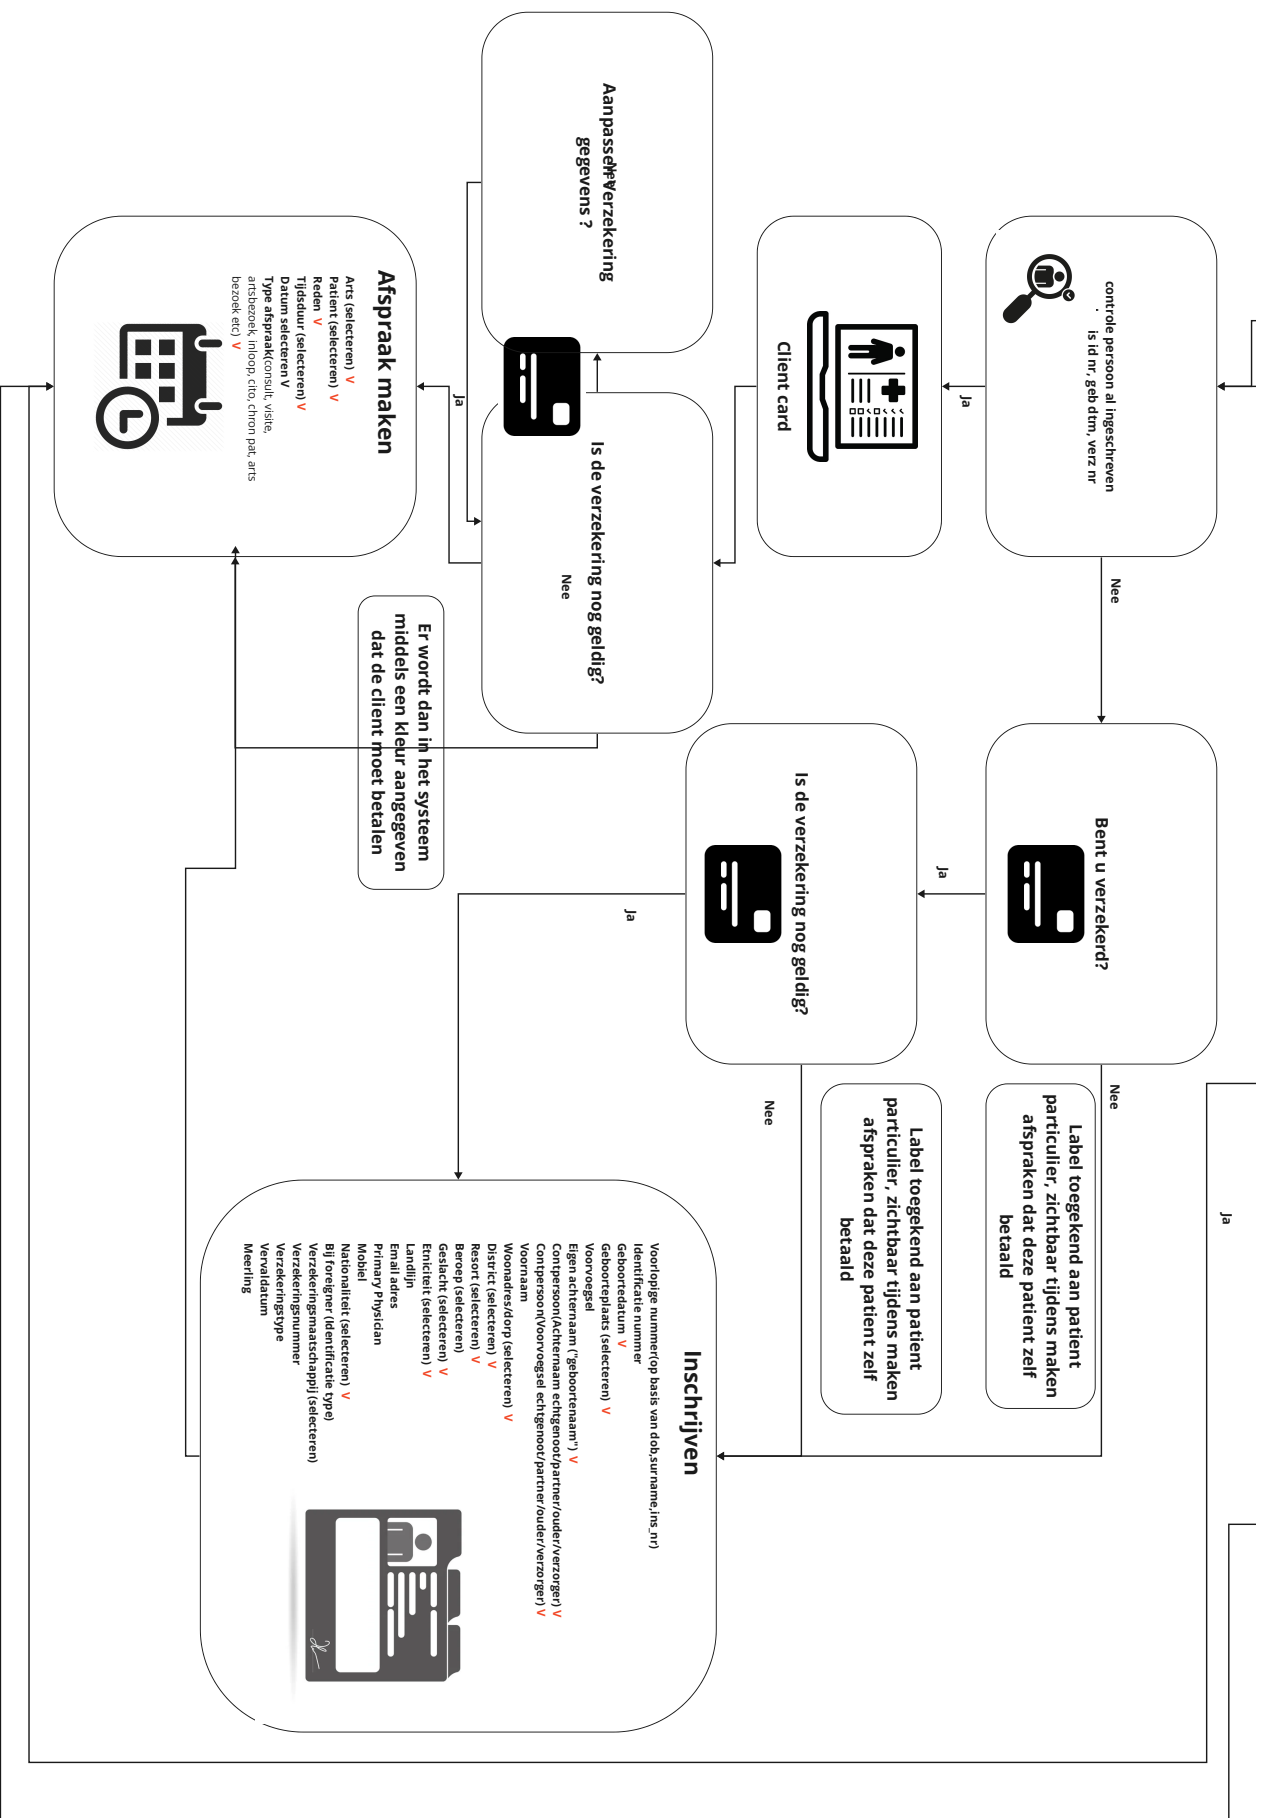 controle persoon al ingeschreven
. is id nr, geb dtm, verz nr
Nee
Ja
Bent u verzekerd?
Nee
Label toegekend aan patient
particulier, zichtbaar tijdens maken
afspraken dat deze patient zelf
betaald
Ja
Ja
Client card
Is de verzekering nog geldig?
Nee
Label toegekend aan patient
particulier, zichtbaar tijdens maken
afspraken dat deze patient zelf
betaald
Ja
Aanpassen Verzekering
gegevens ?
Nee
Is de verzekering nog geldig?
Nee
Ja
Er wordt dan in het systeem
middels een kleur aangegeven
dat de client moet betalen
Inschrijven
Voorlopige nummer(op basis van dob,surname,ins_nr)
Identificatie nummer
Geboortedatum V
Geboorteplaats (selecteren) V
Voorvoegsel
Eigen achternaam ("geboortenaam") V
Contpersoon(Achternaam echtgenoot/partner/ouder/verzorger) V
Contpersoon(Voorvoegsel echtgenoot/partner/ouder/verzorger) V
Voornaam
Woonadres/dorp (selecteren) V
District (selecteren) V
Resort (selecteren) V
Beroep (selecteren)
Geslacht (selecteren) V
Etniciteit (selecteren) V
Landlijn
Email adres
Primary Physician
Mobiel
Nationaliteit (selecteren) V
Bij foreigner (Identificatie type)
Verzekeringsmaatschappij (selecteren)
Verzekeringsnummer
Verzekeringstype
Vervaldatum
Meerling
Afspraak maken
Arts (selecteren) V
Patient (selecteren) V
Reden V
Tijdsduur (selecteren) V
Datum selecteren V
Type afspraak(consult, visite,
artsbezoek, inloop, cito, chron pat, arts
bezoek etc) V